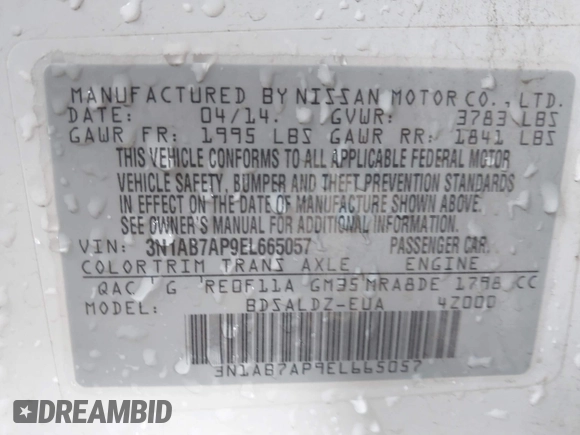 MANUFACTURED BY NISSAN MOTOR CO., LTD.
DATE: 04/14. GVWR: 3783 LBS
GAWR FR: 1995 LBS GAWR RR: 1841 LBS
THIS VEHICLE CONFORMS TO ALL APPLICABLE FEDERAL MOTOR
VEHICLE SAFETY, BUMPER AND THEFT PREVENTION STANDARDS
IN EFFECT ON THE DATE OF MANUFACTURE SHOWN ABOVE.
SEE OWNER'S MANUAL FOR ADDITIONAL INFORMATION
VIN: 3N1AB7AP9EL665057 PASSENGER CAR
COLOR TRIM TRANS AXLE ENGINE
QAC G RE0F11A GM35 MRA8DE 1798 CC
MODEL: BDSALDZ-EUA 4Z000
3N1AB7AP9EL665057
DREAMBID